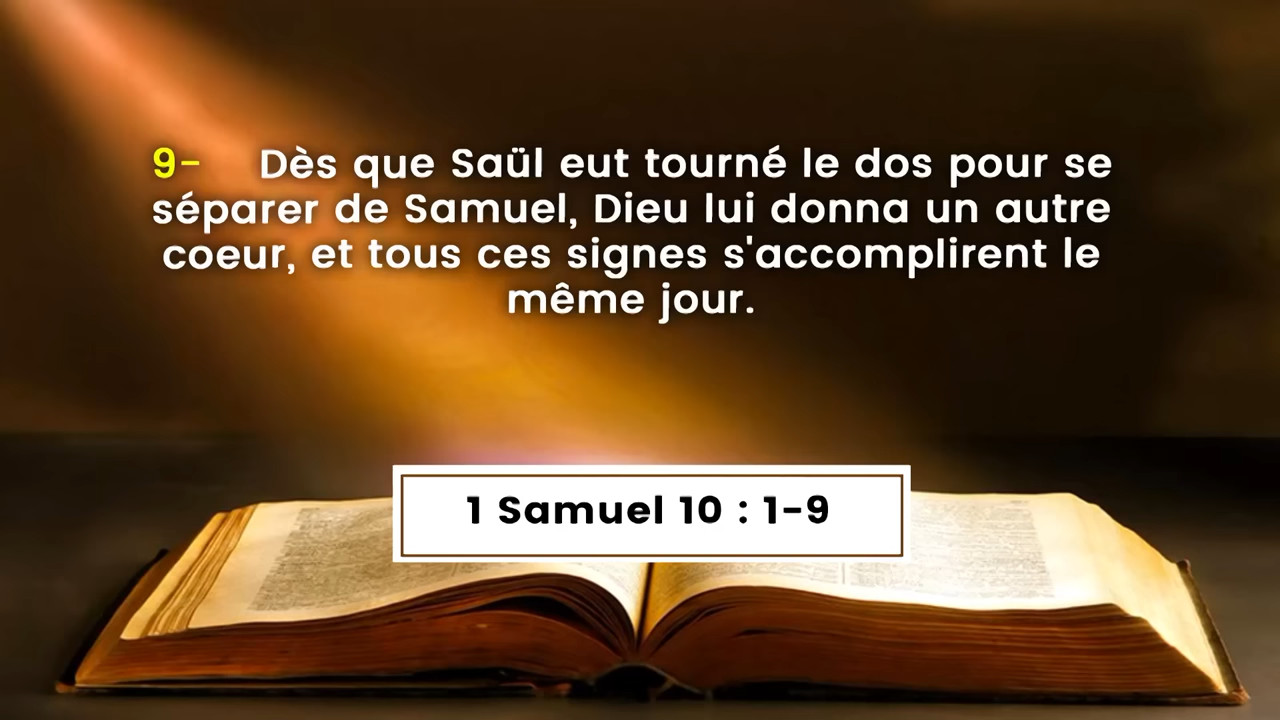 9- Dès que Saül eut tourné le dos pour se
séparer de Samuel, Dieu lui donna un autre
coeur, et tous ces signes s'accomplirent le
même jour.
1 Samuel 10 : 1-9